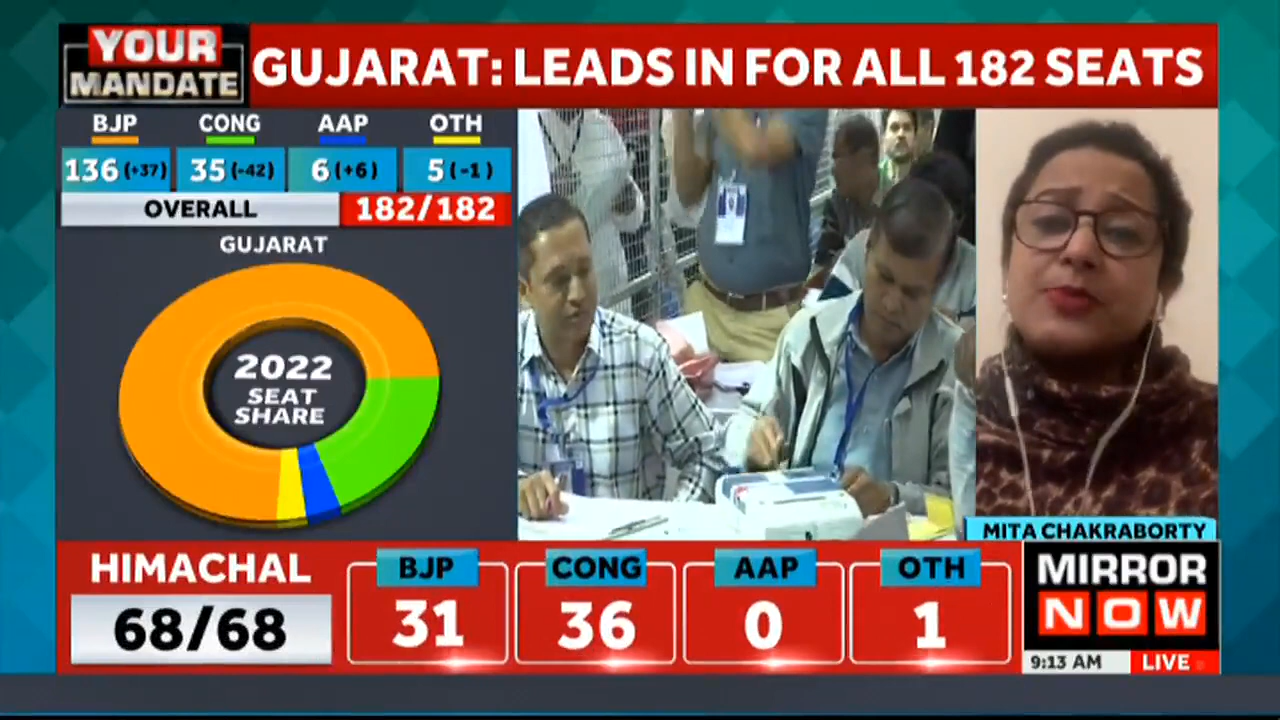 YOUR
MANDATE
GUJARAT: LEADS IN FOR ALL 182 SEATS
BJP CONG AAP OTH
136 (+37) 35 (-42) 6 (+6) 5 (-1)
OVERALL 182/182
GUJARAT
2022
SEAT
SHARE
MITA CHAKRABORTY
HIMACHAL
68/68
BJP CONG AAP OTH
31 36 0 1
MIRROR
NOW
9:13 AM LIVE